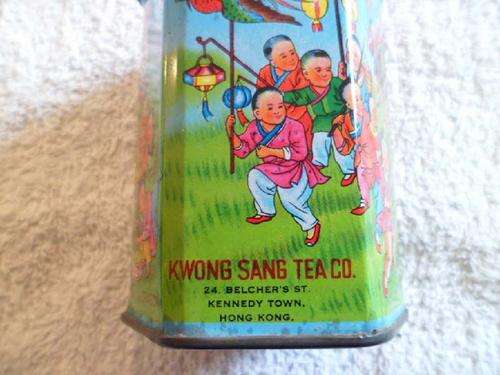 KWONG SANG TEA CO.
24. BELCHER'S ST.
KENNEDY TOWN.
HONG KONG.